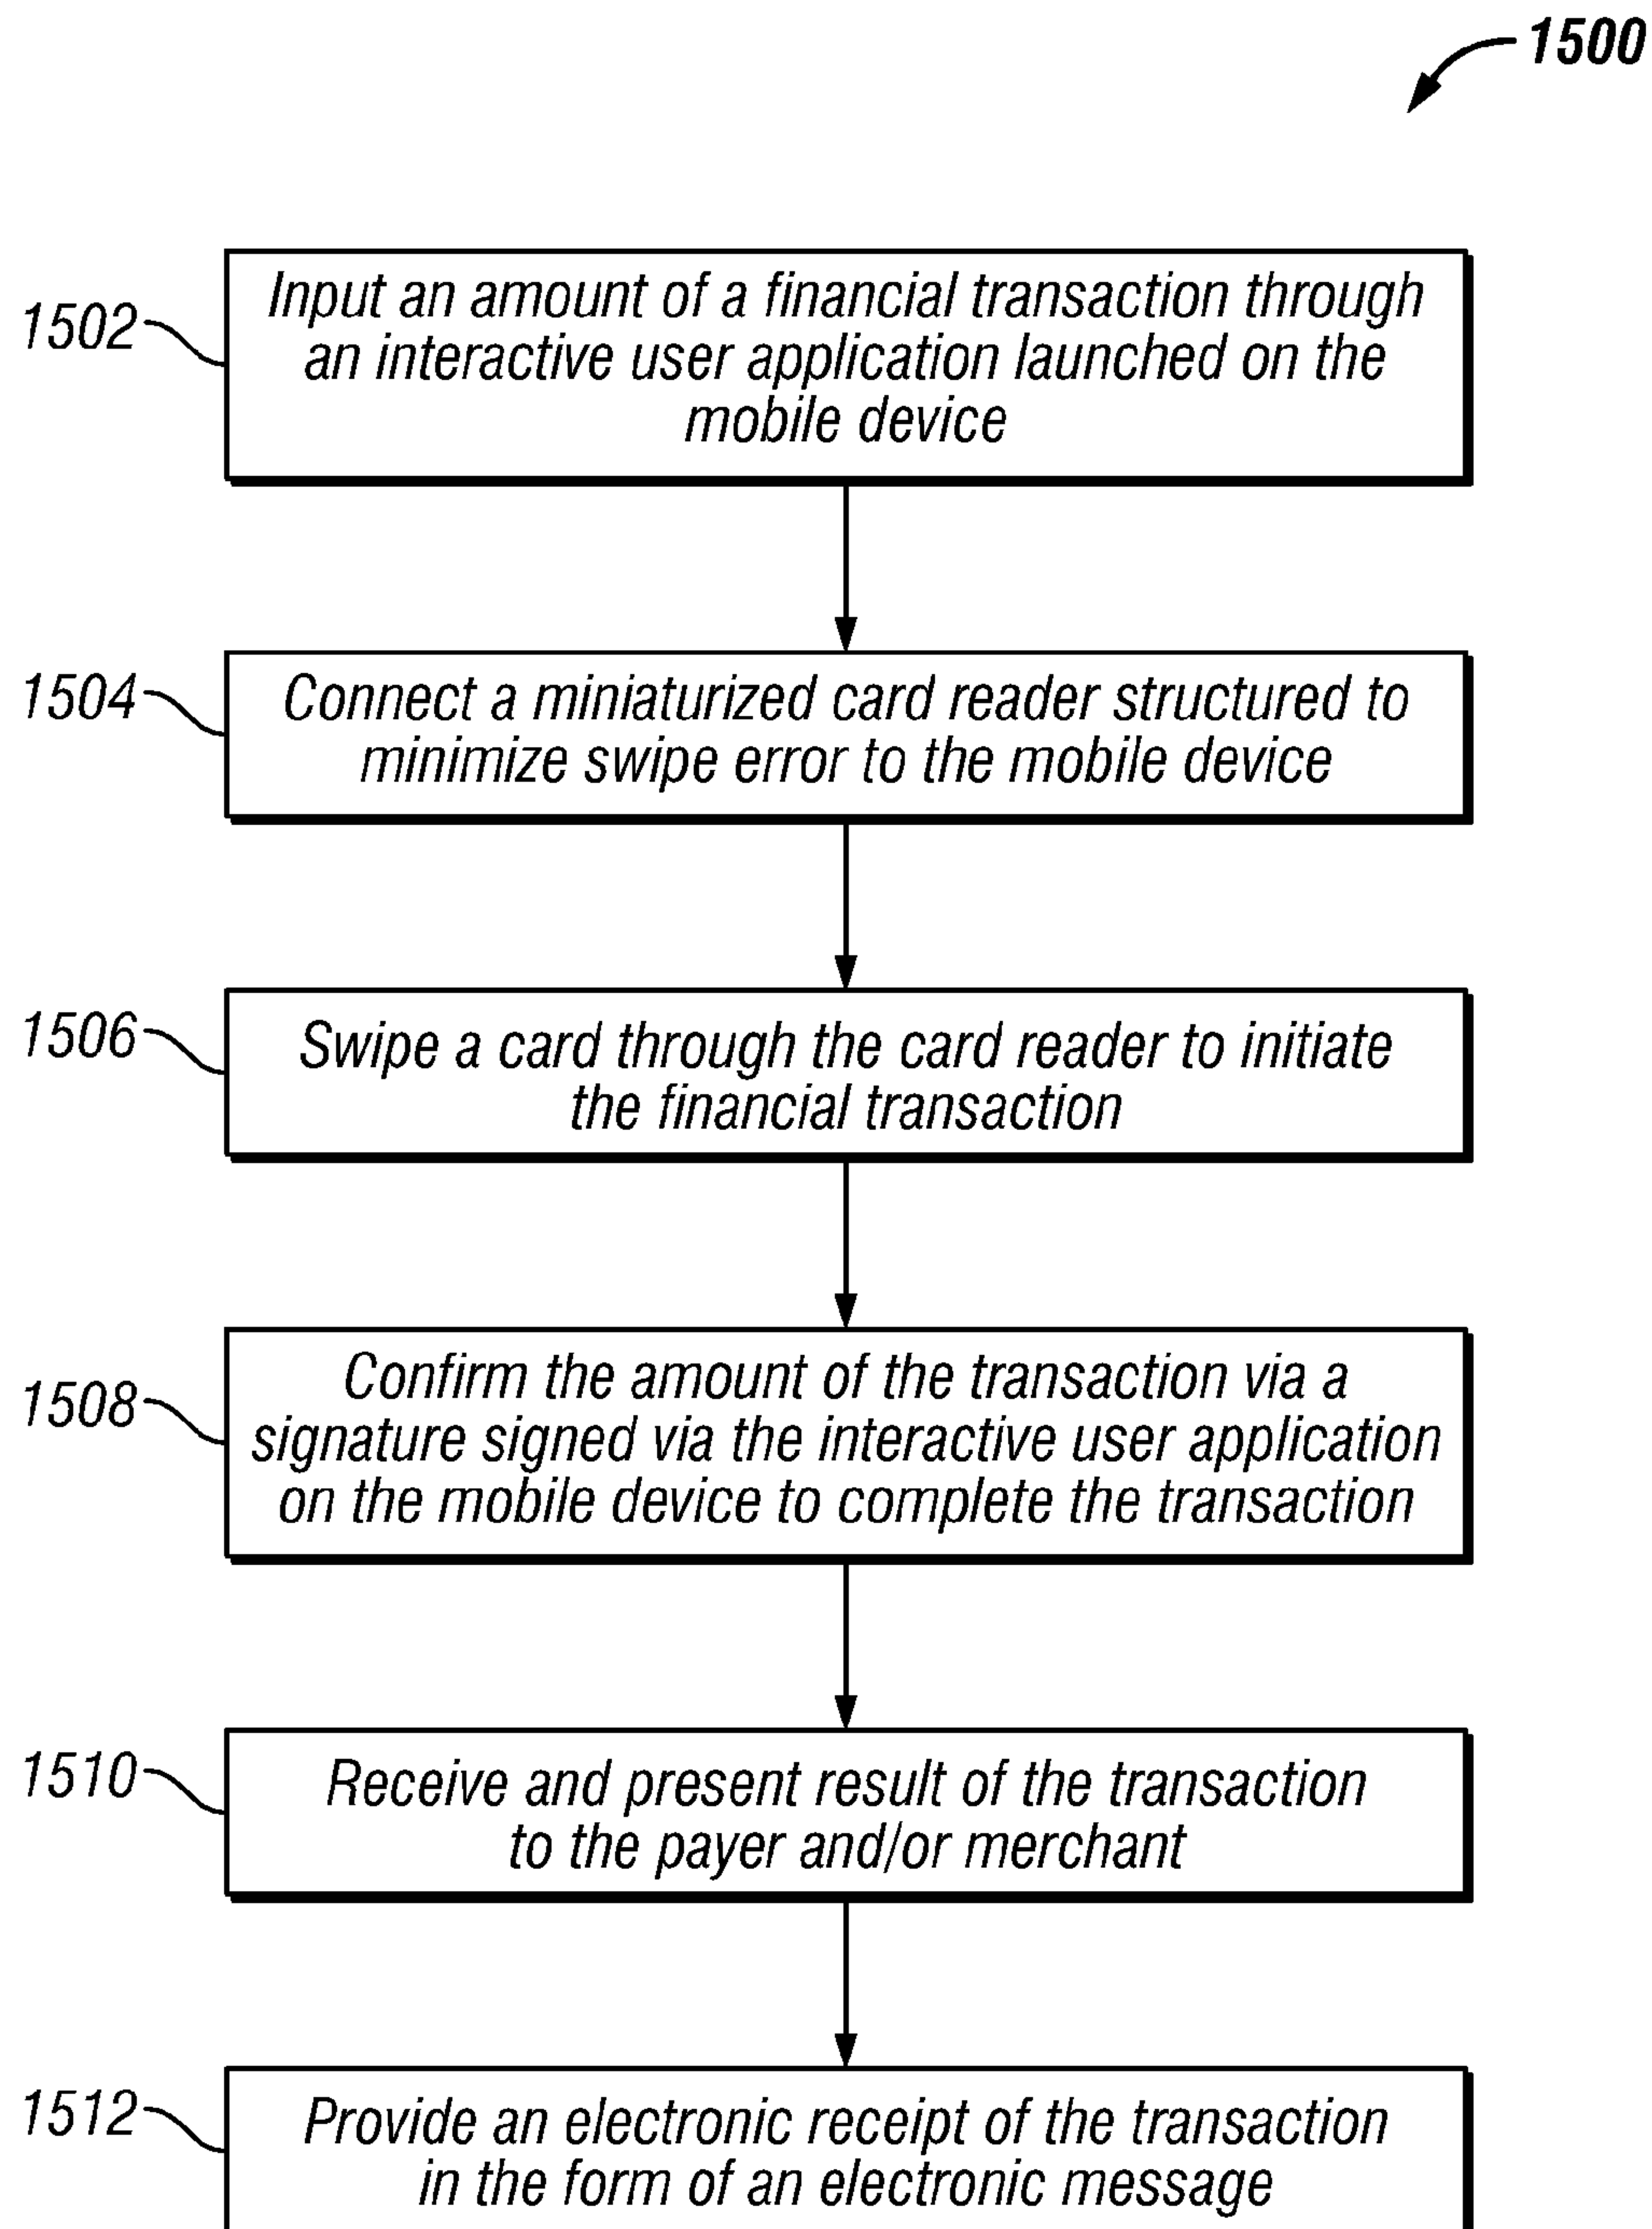 1500
1502
Input an amount of a financial transaction through
an interactive user application launched on the
mobile device
1504
Connect a miniaturized card reader structured to
minimize swipe error to the mobile device
1506
Swipe a card through the card reader to initiate
the financial transaction
1508
Confirm the amount of the transaction via a
signature signed via the interactive user application
on the mobile device to complete the transaction
1510
Receive and present result of the transaction
to the payer and/or merchant
1512
Provide an electronic receipt of the transaction
in the form of an electronic message